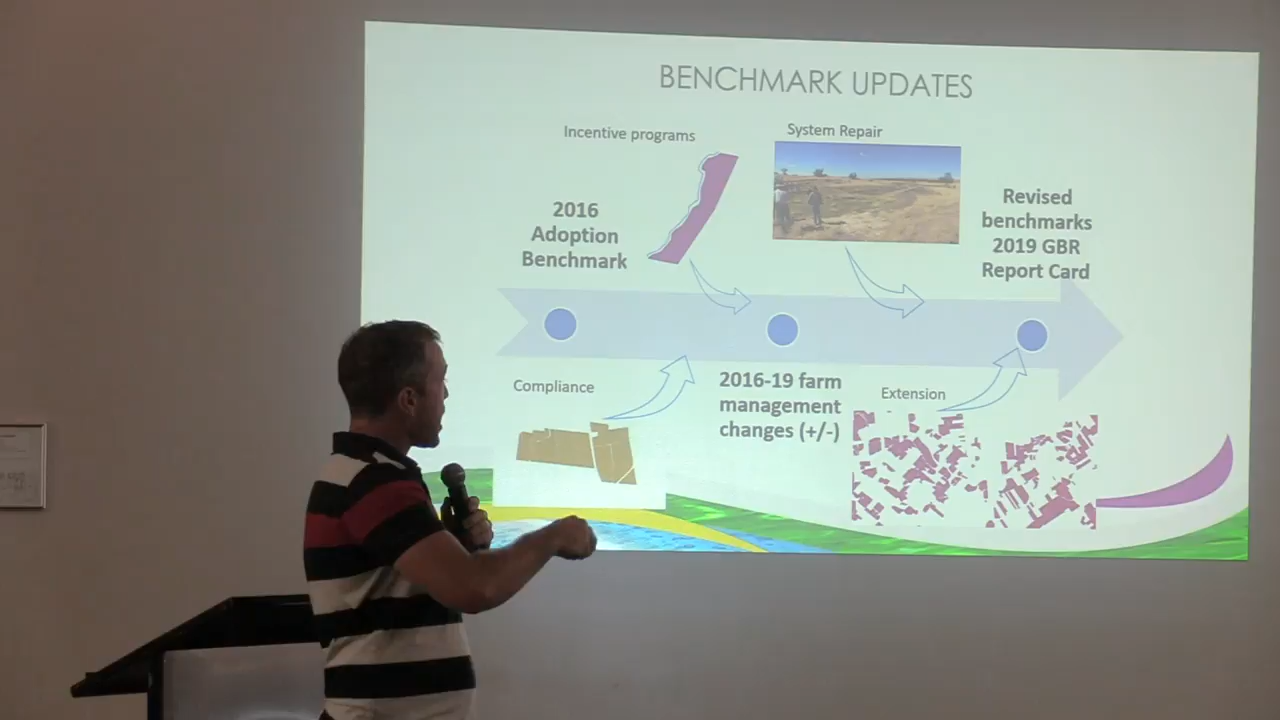 BENCHMARK UPDATES
Incentive programs
System Repair
2016
Adoption
Benchmark
Revised
benchmarks
2019 GBR
Report Card
Compliance
2016-19 farm
management
changes (+/-)
Extension